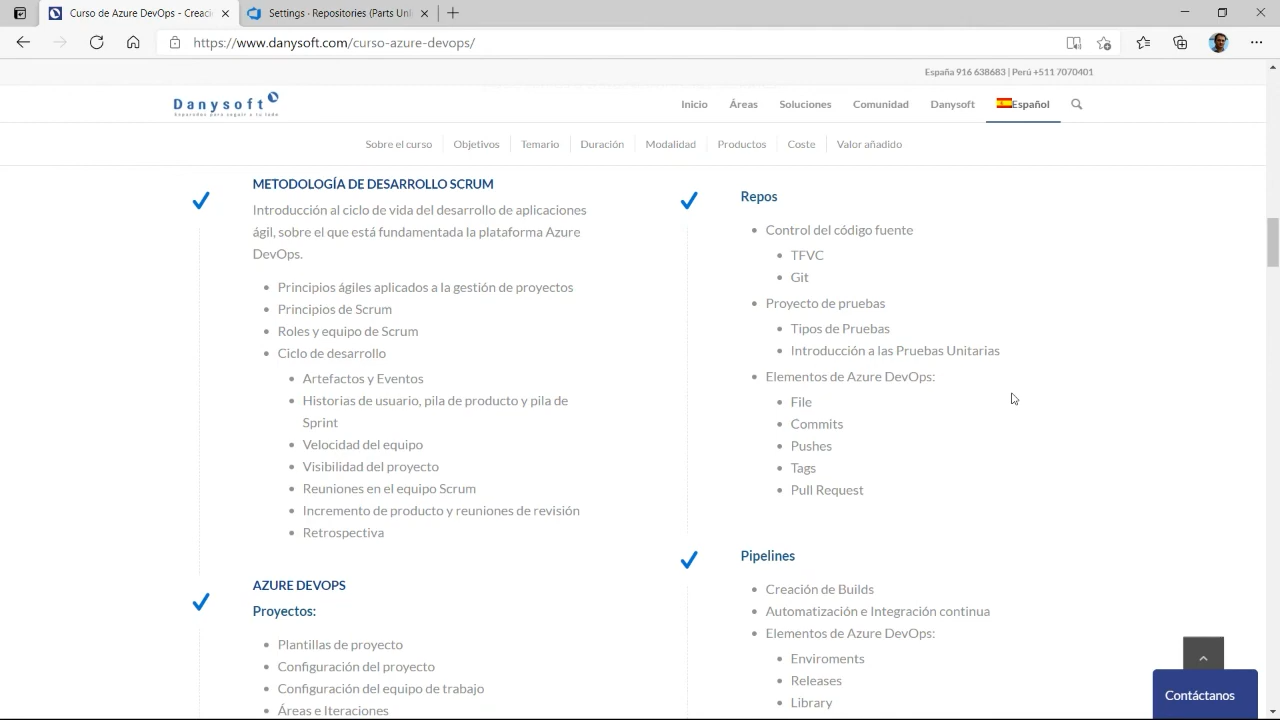 Curso de Azure DevOps - Creació
Settings · Repositories (Parts Unl
https://www.danysoft.com/curso-azure-devops/
España 916 638683 | Perú +511 7070401
Danysoft
Inicio
Áreas
Soluciones
Comunidad
Danysoft
Español
Sobre el curso
Objetivos
Temario
Duración
Modalidad
Productos
Coste
Valor añadido
METODOLOGÍA DE DESARROLLO SCRUM
Introducción al ciclo de vida del desarrollo de aplicaciones
ágil, sobre el que está fundamentada la plataforma Azure
DevOps.
Principios ágiles aplicados a la gestión de proyectos
Principios de Scrum
Roles y equipo de Scrum
Ciclo de desarrollo
Artefactos y Eventos
Historias de usuario, pila de producto y pila de
Sprint
Velocidad del equipo
Visibilidad del proyecto
Reuniones en el equipo Scrum
Incremento de producto y reuniones de revisión
Retrospectiva
AZURE DEVOPS
Proyectos:
Plantillas de proyecto
Configuración del proyecto
Configuración del equipo de trabajo
Áreas e Iteraciones
Repos
Control del código fuente
TFVC
Git
Proyecto de pruebas
Tipos de Pruebas
Introducción a las Pruebas Unitarias
Elementos de Azure DevOps:
File
Commits
Pushes
Tags
Pull Request
Pipelines
Creación de Builds
Automatización e Integración continua
Elementos de Azure DevOps:
Enviroments
Releases
Library
Contáctanos